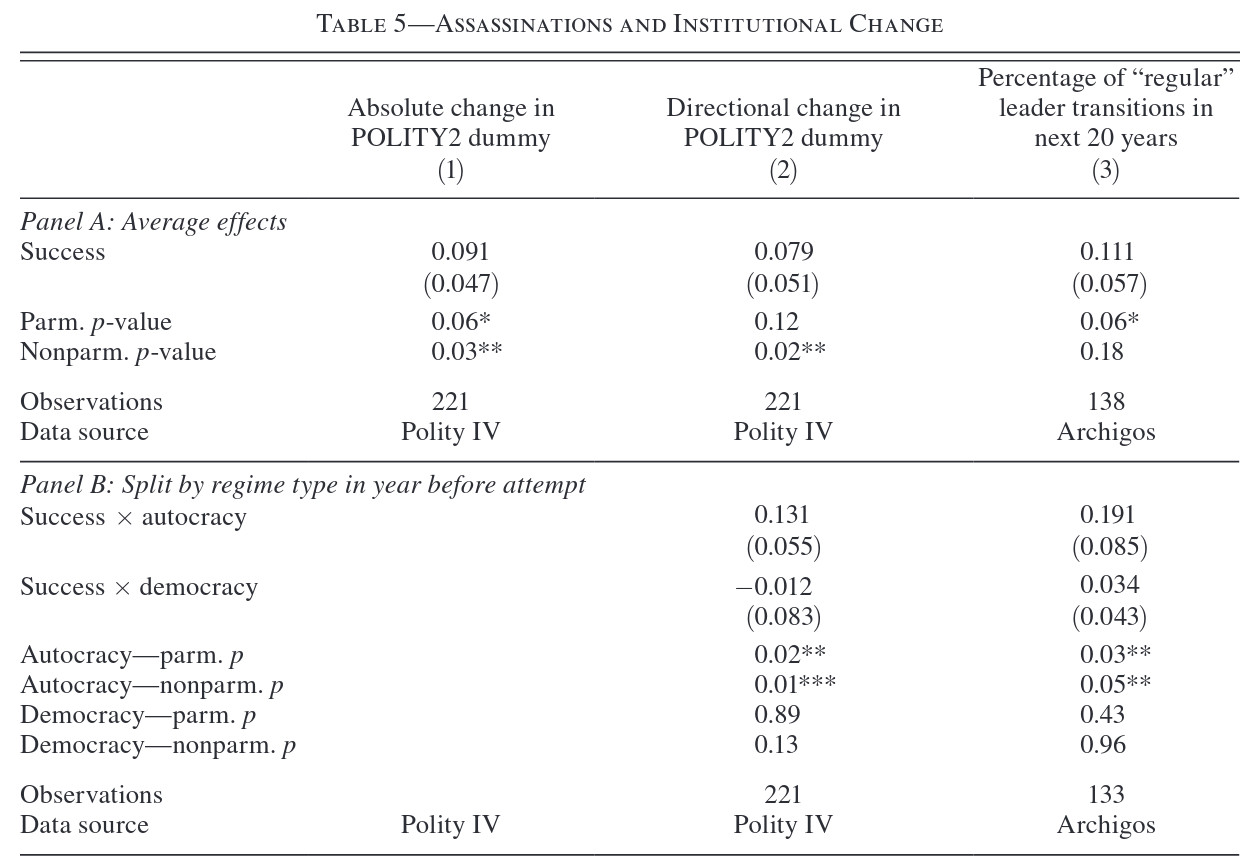 TABLE 5—ASSASSINATIONS AND INSTITUTIONAL CHANGE
Absolute change in POLITY2 dummy (1)
Directional change in POLITY2 dummy (2)
Percentage of “regular” leader transitions in next 20 years (3)
Panel A: Average effects
Success 0.091 0.079 0.111
(0.047) (0.051) (0.057)
Parm. p-value 0.06* 0.12 0.06*
Nonparm. p-value 0.03** 0.02** 0.18
Observations 221 221 138
Data source Polity IV Polity IV Archigos
Panel B: Split by regime type in year before attempt
Success × autocracy 0.131 0.191
(0.055) (0.085)
Success × democracy −0.012 0.034
(0.083) (0.043)
Autocracy—parm. p 0.02** 0.03**
Autocracy—nonparm. p 0.01*** 0.05**
Democracy—parm. p 0.89 0.43
Democracy—nonparm. p 0.13 0.96
Observations 221 133
Data source Polity IV Polity IV Archigos